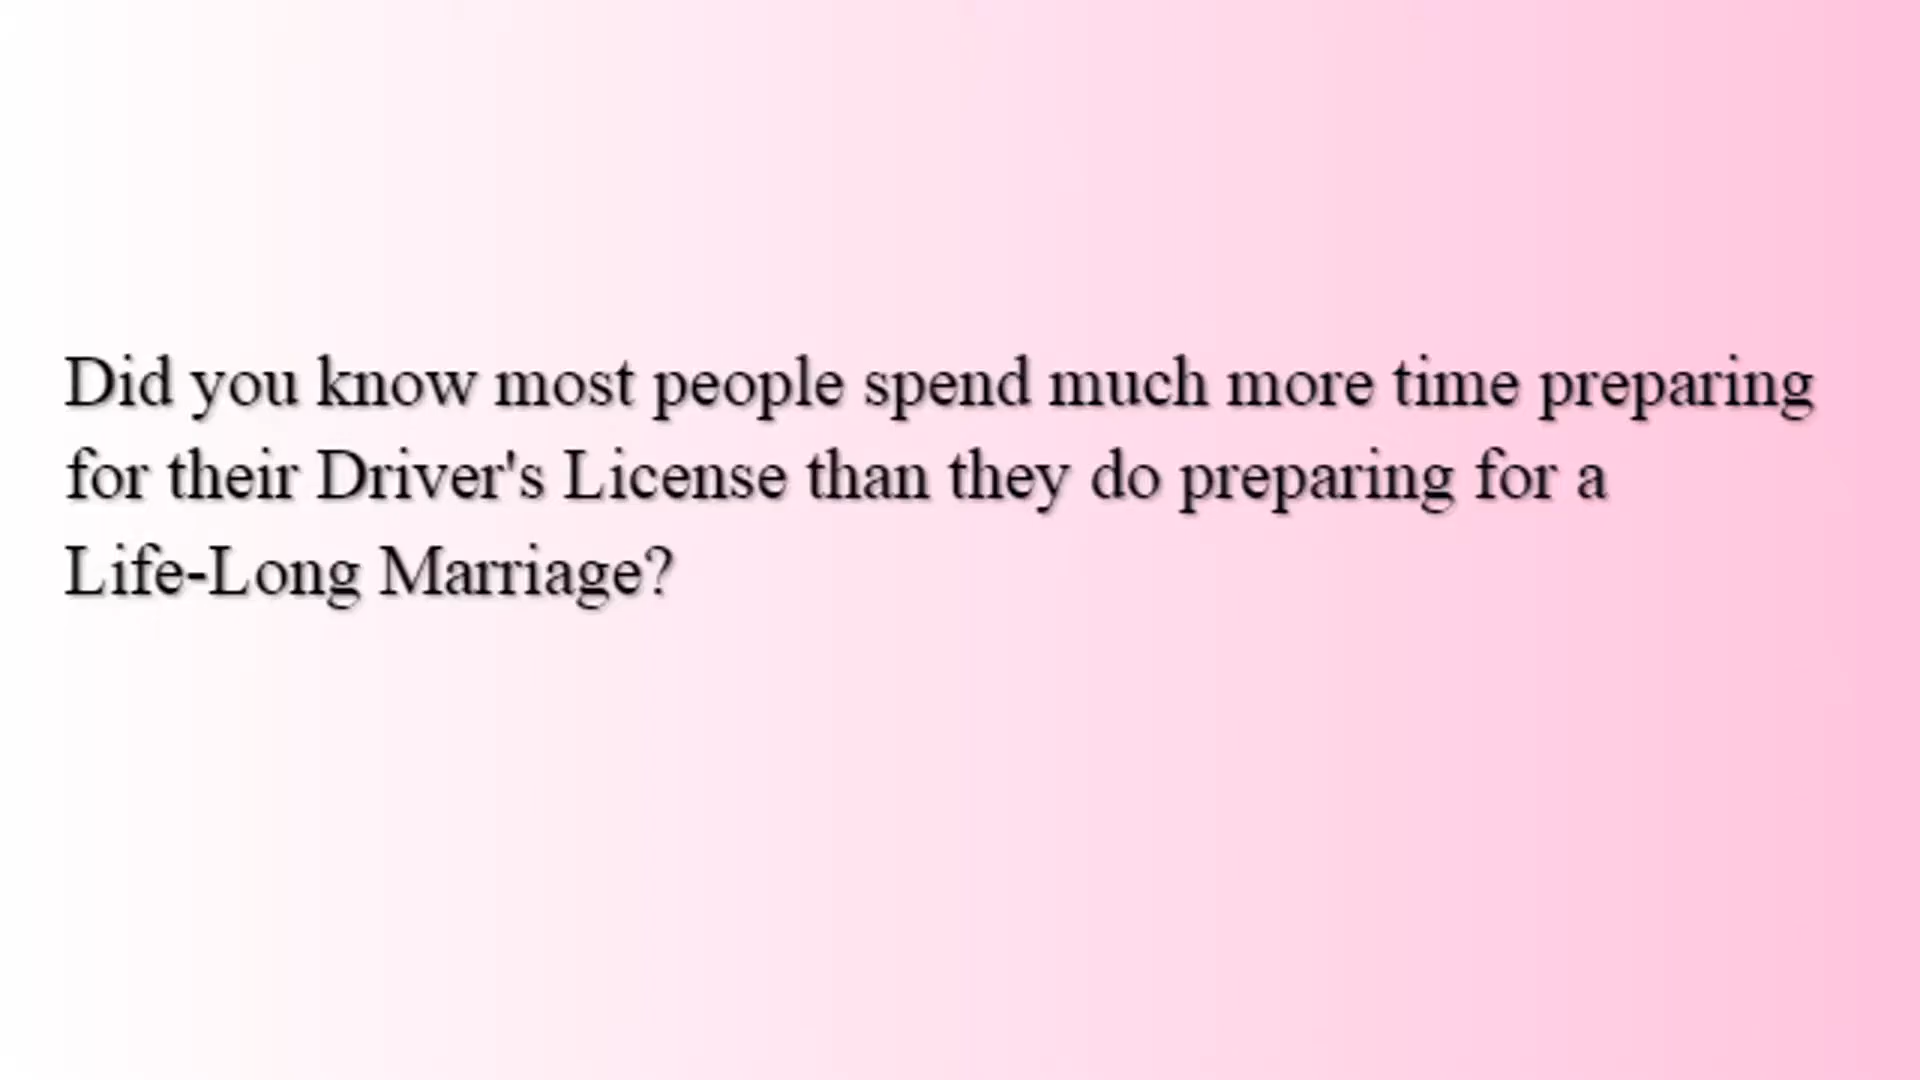 Did you know most people spend much more time preparing
for their Driver's License than they do preparing for a
Life-Long Marriage?